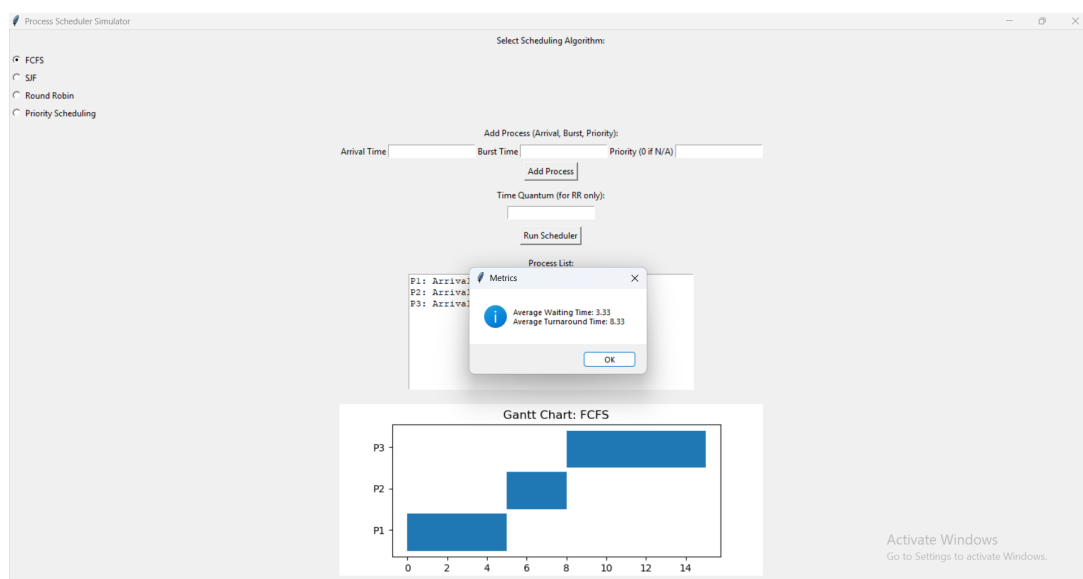 Process Scheduler Simulator
Select Scheduling Algorithm:
FCFS
SJF
Round Robin
Priority Scheduling
Add Process (Arrival, Burst, Priority):
Arrival Time Burst Time Priority (0 if N/A)
Add Process
Time Quantum (for RR only):
Run Scheduler
Process List:
P1: Arrival
P2: Arrival
P3: Arrival
Metrics
i
Average Waiting Time: 3.33
Average Turnaround Time: 8.33
OK
Gantt Chart: FCFS
P3
P2
P1
0 2 4 6 8 10 12 14
Activate Windows
Go to Settings to activate Windows.